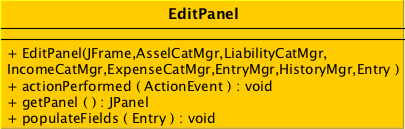 EditPanel
+ EditPanel(JFrame,AsselCatMgr,LiabilityCatMgr,
IncomeCatMgr,ExpenseCatMgr,EntryMgr,HistoryMgr,Entry )
+ actionPerformed ( ActionEvent ) : void
+ getPanel ( ) : JPanel
+ populateFields ( Entry ) : void